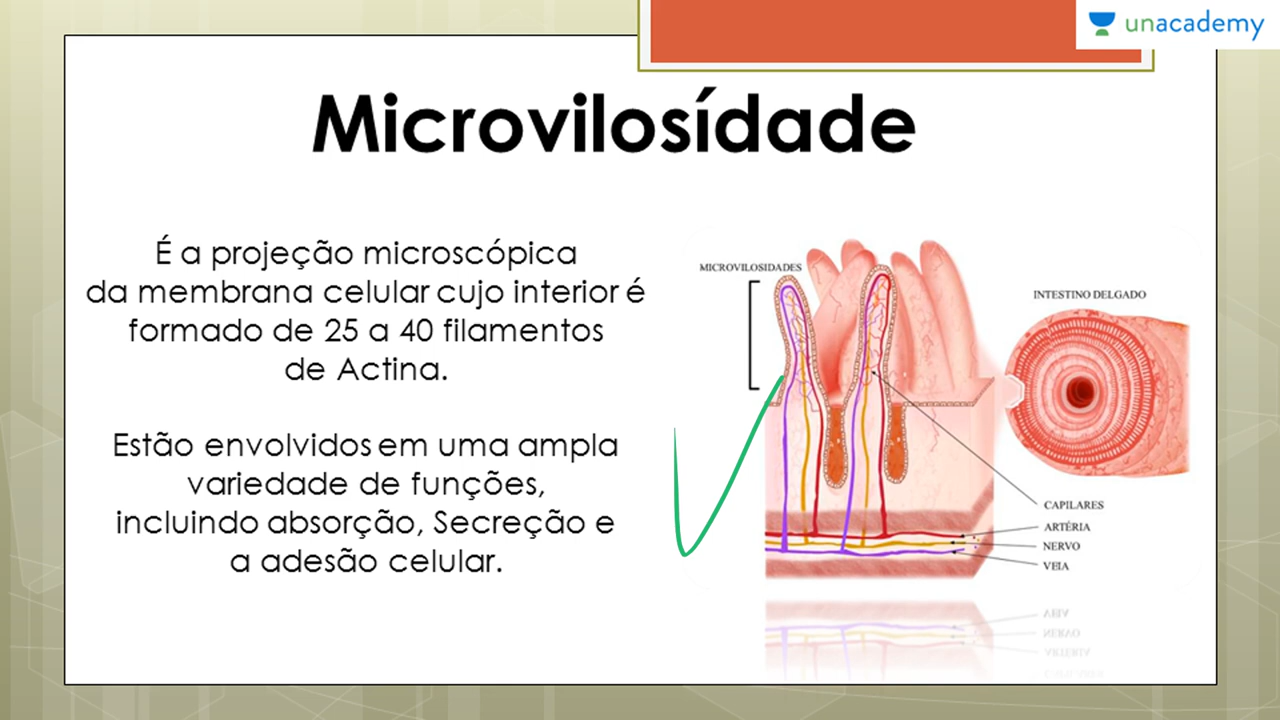 unacademy
Microvilosídade
É a projeção microscópica
da membrana celular cujo interior é
formado de 25 a 40 filamentos
de Actina.
Estão envolvidos em uma ampla
variedade de funções,
incluindo absorção, Secreção e
a adesão celular.
MICROVILOSIDADES
INTESTINO DELGADO
CAPILARES
ARTÉRIA
NERVO
VEIA